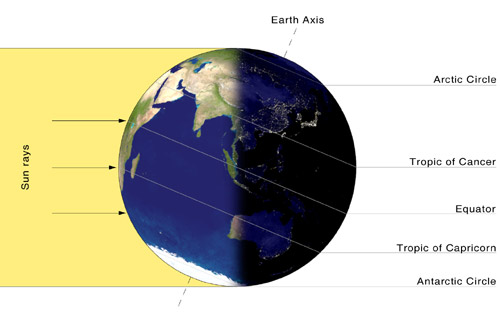 Earth Axis
Arctic Circle
Sun rays
Tropic of Cancer
Equator
Tropic of Capricorn
Antarctic Circle